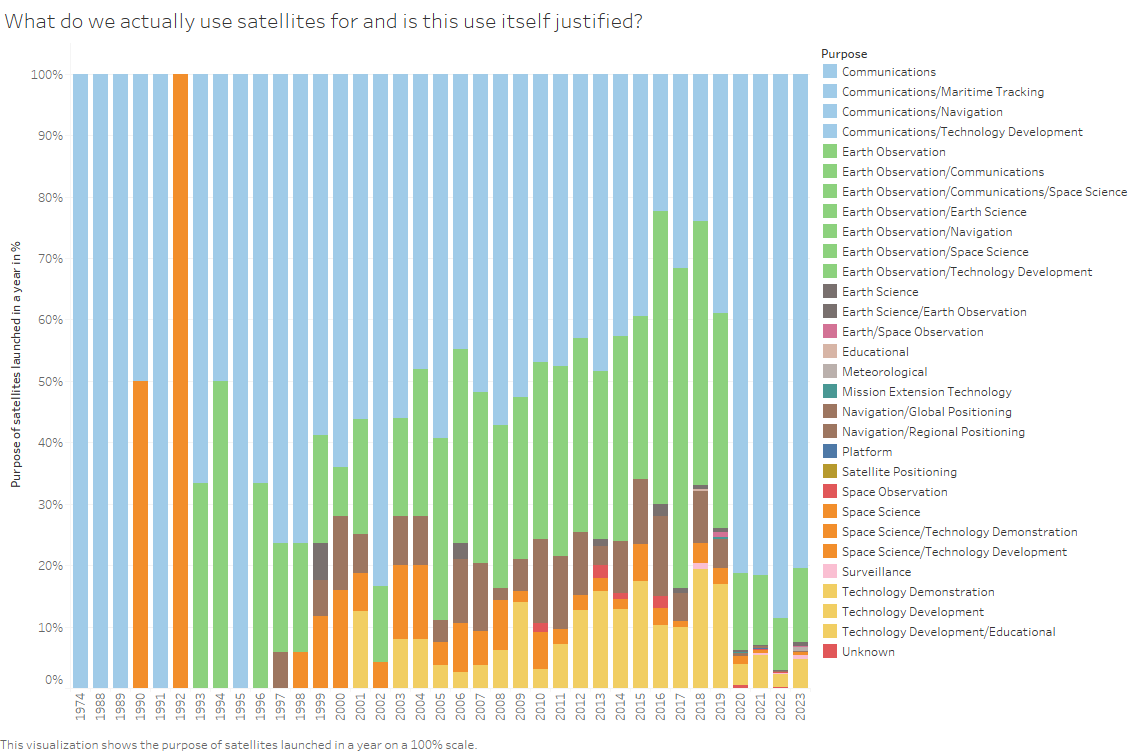 What do we actually use satellites for and is this use itself justified?
Purpose
Communications
Communications/Maritime Tracking
Communications/Navigation
Communications/Technology Development
Earth Observation
Earth Observation/Communications
Earth Observation/Communications/Space Science
Earth Observation/Earth Science
Earth Observation/Navigation
Earth Observation/Space Science
Earth Observation/Technology Development
Earth Science
Earth Science/Earth Observation
Earth/Space Observation
Educational
Meteorological
Mission Extension Technology
Navigation/Global Positioning
Navigation/Regional Positioning
Platform
Satellite Positioning
Space Observation
Space Science
Space Science/Technology Demonstration
Space Science/Technology Development
Surveillance
Technology Demonstration
Technology Development
Technology Development/Educational
Unknown
Purpose of satellites launched in a year in %
100%
90%
80%
70%
60%
50%
40%
30%
20%
10%
0%
1974
1988
1989
1990
1991
1992
1993
1994
1995
1996
1997
1998
1999
2000
2001
2002
2003
2004
2005
2006
2007
2008
2009
2010
2011
2012
2013
2014
2015
2016
2017
2018
2019
2020
2021
2022
2023
This visualization shows the purpose of satellites launched in a year on a 100% scale.